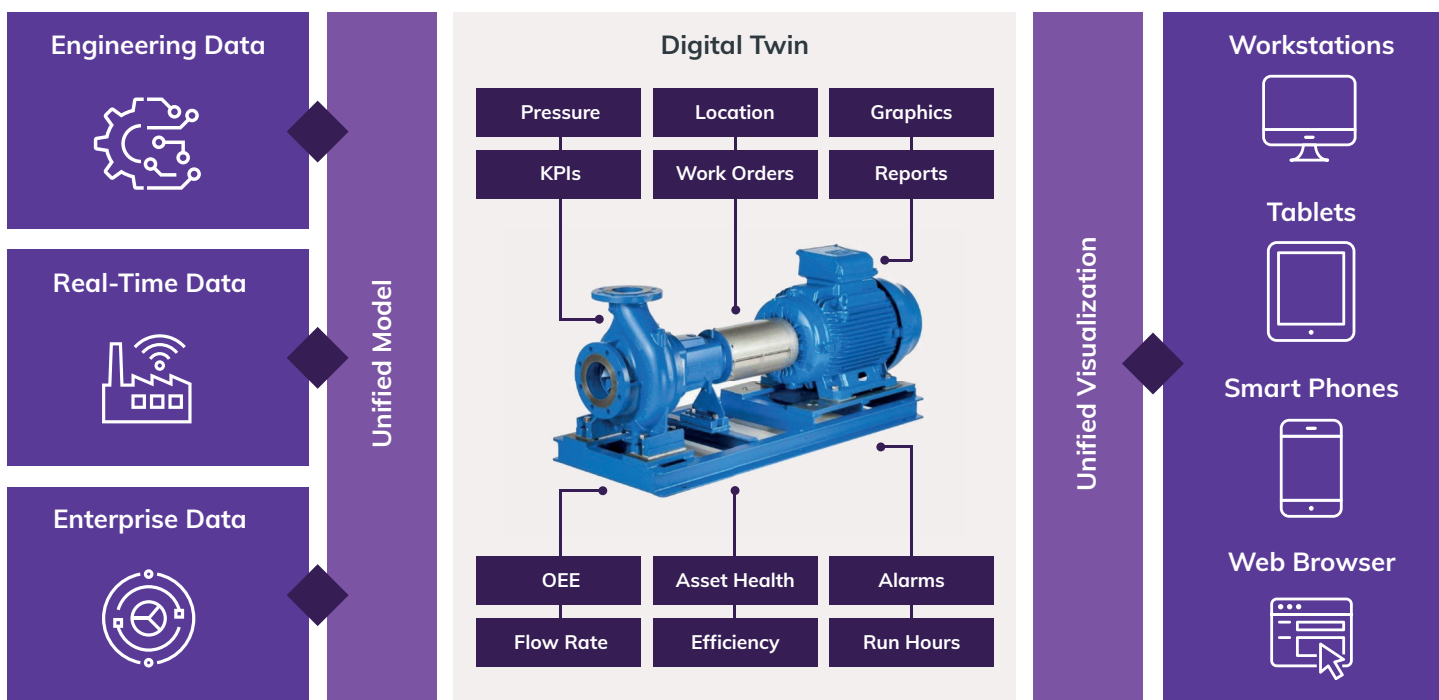 Engineering Data
Real-Time Data
Enterprise Data
Unified Model
Digital Twin
Pressure
Location
Graphics
KPIs
Work Orders
Reports
OEE
Asset Health
Alarms
Flow Rate
Efficiency
Run Hours
Unified Visualization
Workstations
Tablets
Smart Phones
Web Browser